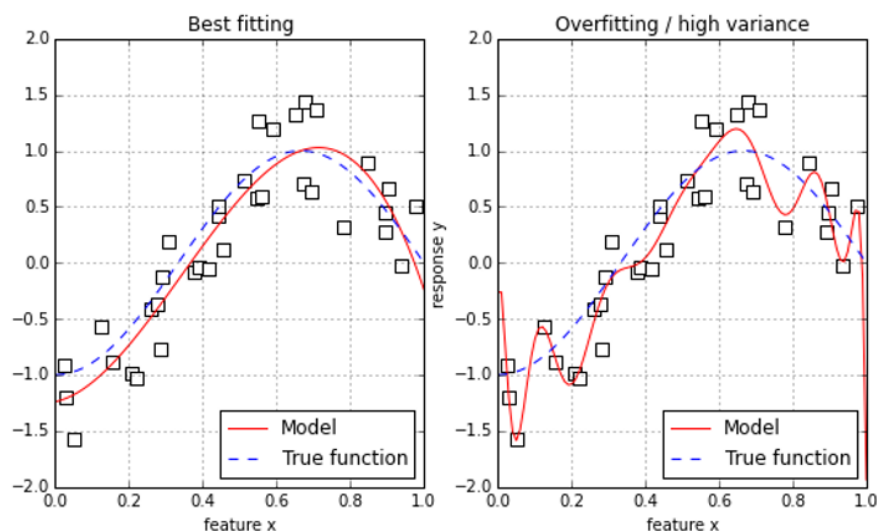 Best fitting
2.0
1.5
1.0
0.5
0.0
−0.5
−1.0
−1.5
−2.0
0.0 0.2 0.4 0.6 0.8 1.0
feature x
Model
True function
Overfitting / high variance
response y
2.0
1.5
1.0
0.5
0.0
−0.5
−1.0
−1.5
−2.0
0.0 0.2 0.4 0.6 0.8 1.0
feature x
Model
True function